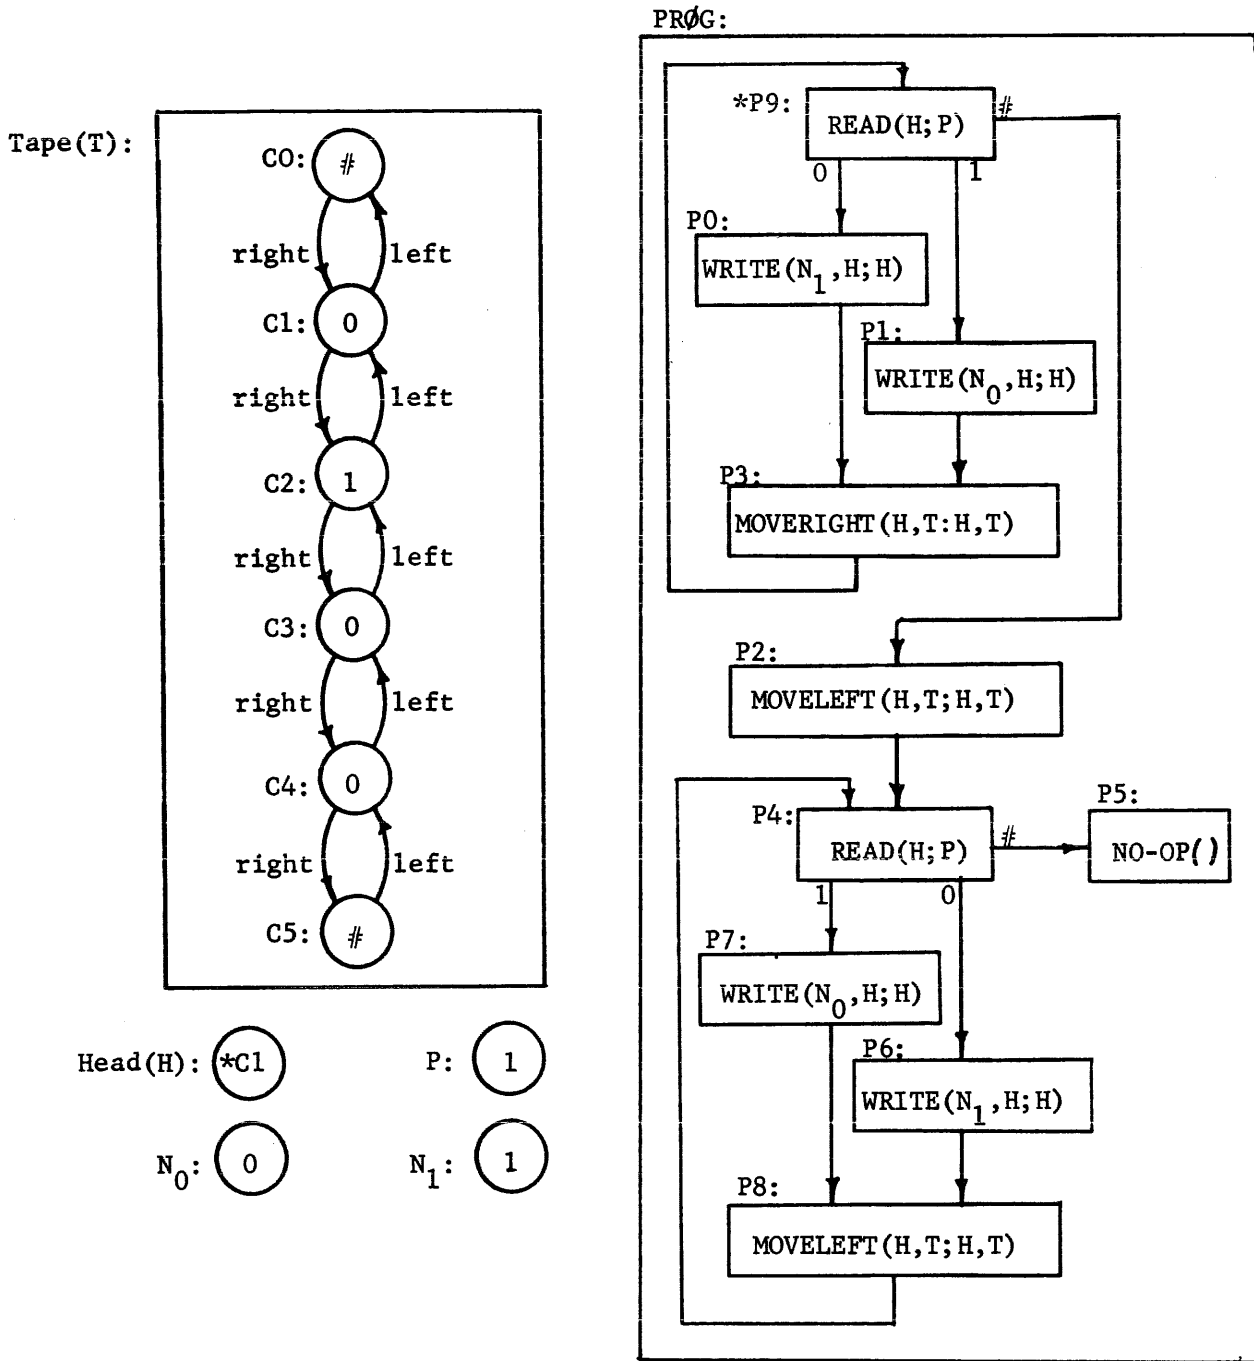 Tape(T):
C0: #
right left
C1: 0
right left
C2: 1
right left
C3: 0
right left
C4: 0
right left
C5: #
Head(H): *C1 P: 1
N0: 0 N1: 1
PRØG:
*P9: READ(H;P) #
0 1
P0:
WRITE(N1,H;H)
P1:
WRITE(N0,H;H)
P3:
MOVERIGHT(H,T:H,T)
P2:
MOVELEFT(H,T;H,T)
P4: READ(H;P) #
P5:
NO-OP()
1 0
P7:
WRITE(N0,H;H)
P6:
WRITE(N1,H;H)
P8:
MOVELEFT(H,T;H,T)